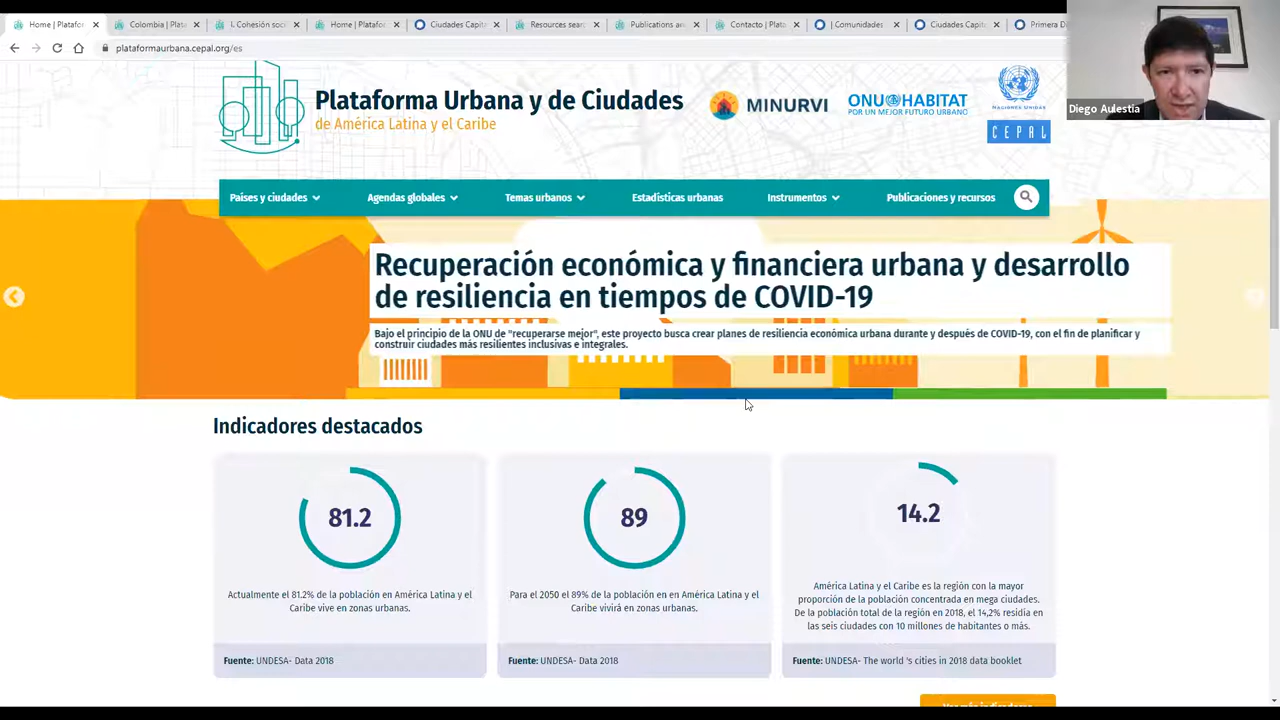 Home | Platafor
Colombia | Plata
I. Cohesión soci
Home | Platafor
Ciudades Capita
Resources sear
Publications an
Contacto | Plata
| Comunidades
Ciudades Capit
Primera Di
plataformaurbana.cepal.org/es
Diego Aulestia
Plataforma Urbana y de Ciudades
de América Latina y el Caribe
MINURVI
ONU HABITAT
POR UN MEJOR FUTURO URBANO
NACIONES UNIDAS
CEPAL
Países y ciudades
Agendas globales
Temas urbanos
Estadísticas urbanas
Instrumentos
Publicaciones y recursos
Recuperación económica y financiera urbana y desarrollo
de resiliencia en tiempos de COVID-19
Bajo el principio de la ONU de "recuperarse mejor", este proyecto busca crear planes de resiliencia económica urbana durante y después de COVID-19, con el fin de planificar y
construir ciudades más resilientes inclusivas e integrales.
Indicadores destacados
81.2
Actualmente el 81.2% de la población en América Latina y el
Caribe vive en zonas urbanas.
Fuente: UNDESA- Data 2018
89
Para el 2050 el 89% de la población en en América Latina y el
Caribe vivirá en zonas urbanas.
Fuente: UNDESA- Data 2018
14.2
América Latina y el Caribe es la región con la mayor
proporción de la población concentrada en mega ciudades.
De la población total de la región en 2018, el 14,2% residia en
las seis ciudades con 10 millones de habitantes o más.
Fuente: UNDESA- The world 's cities in 2018 data booklet
Ver más indicadores